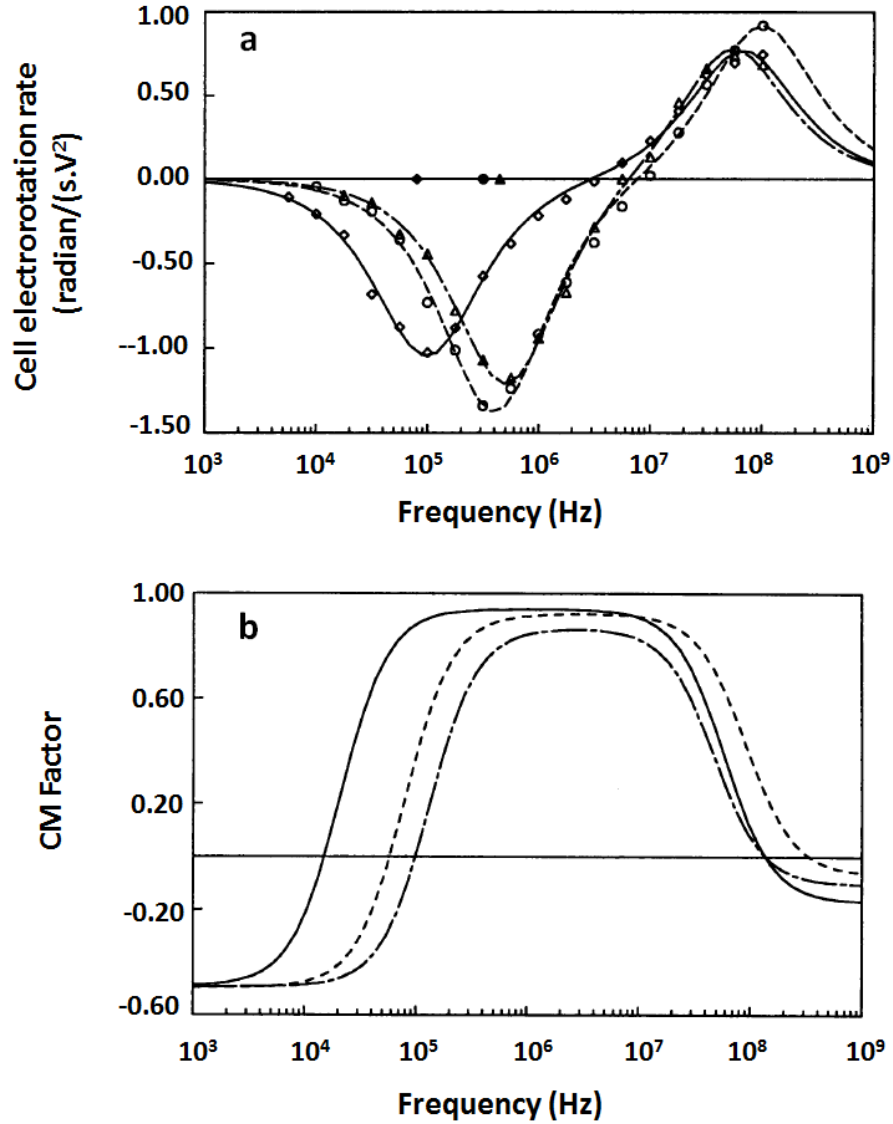 a
1.00
0.50
0.00
-0.50
--1.00
-1.50
Cell electrorotation rate
(radian/(s.V²)
10³ 10⁴ 10⁵ 10⁶ 10⁷ 10⁸ 10⁹
Frequency (Hz)
b
1.00
0.60
0.20
-0.20
-0.60
CM Factor
10³ 10⁴ 10⁵ 10⁶ 10⁷ 10⁸ 10⁹
Frequency (Hz)